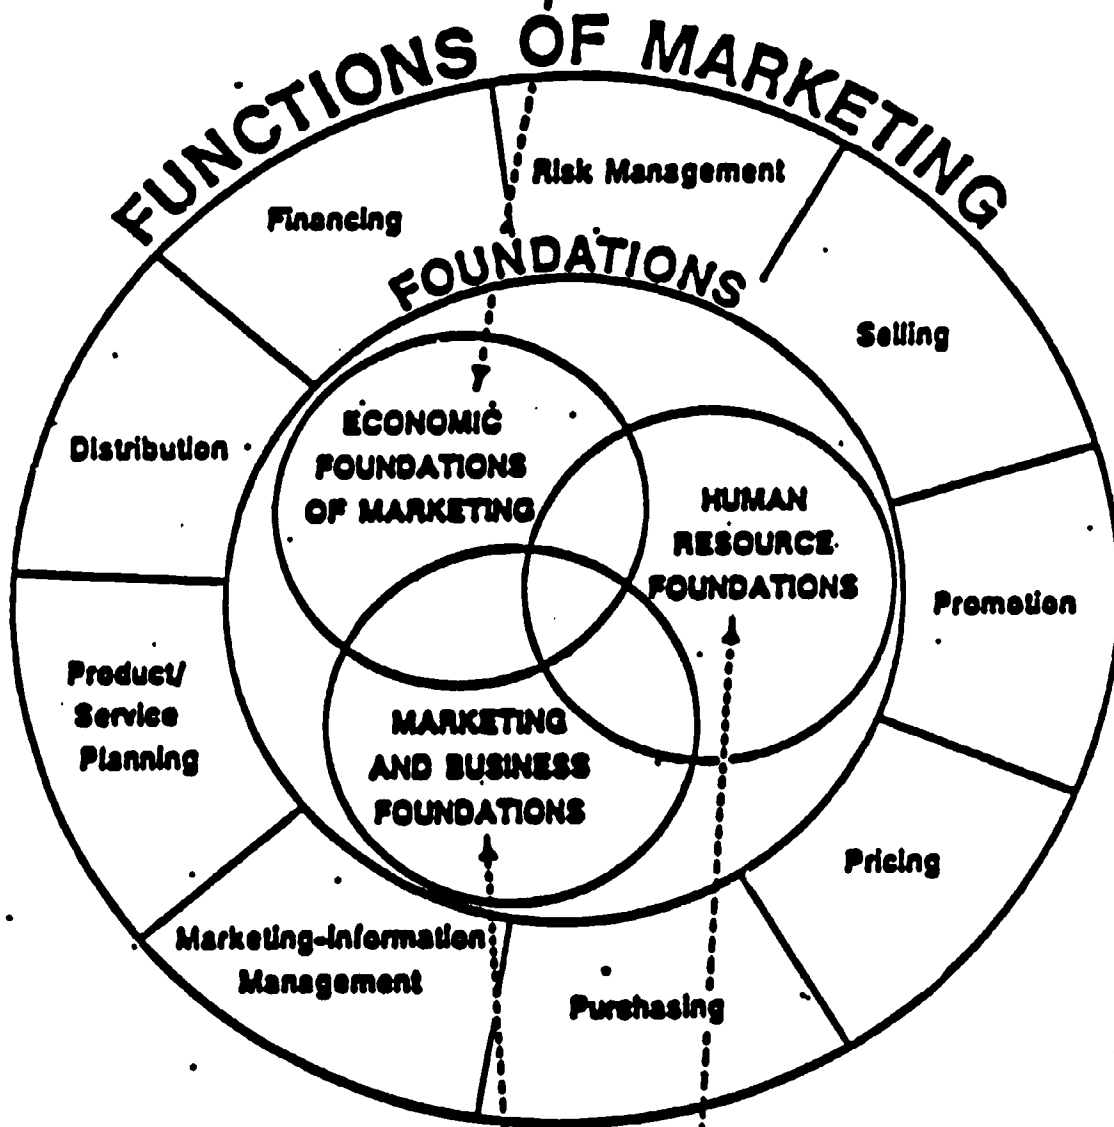 FUNCTIONS OF MARKETING
Risk Management
Financing
FOUNDATIONS
Selling
ECONOMIC
FOUNDATIONS
OF MARKETING
Distribution
HUMAN
RESOURCE
FOUNDATIONS
Promotion
Product/
Service
Planning
MARKETING
AND BUSINESS
FOUNDATIONS
Pricing
Marketing-Information
Management
Purchasing